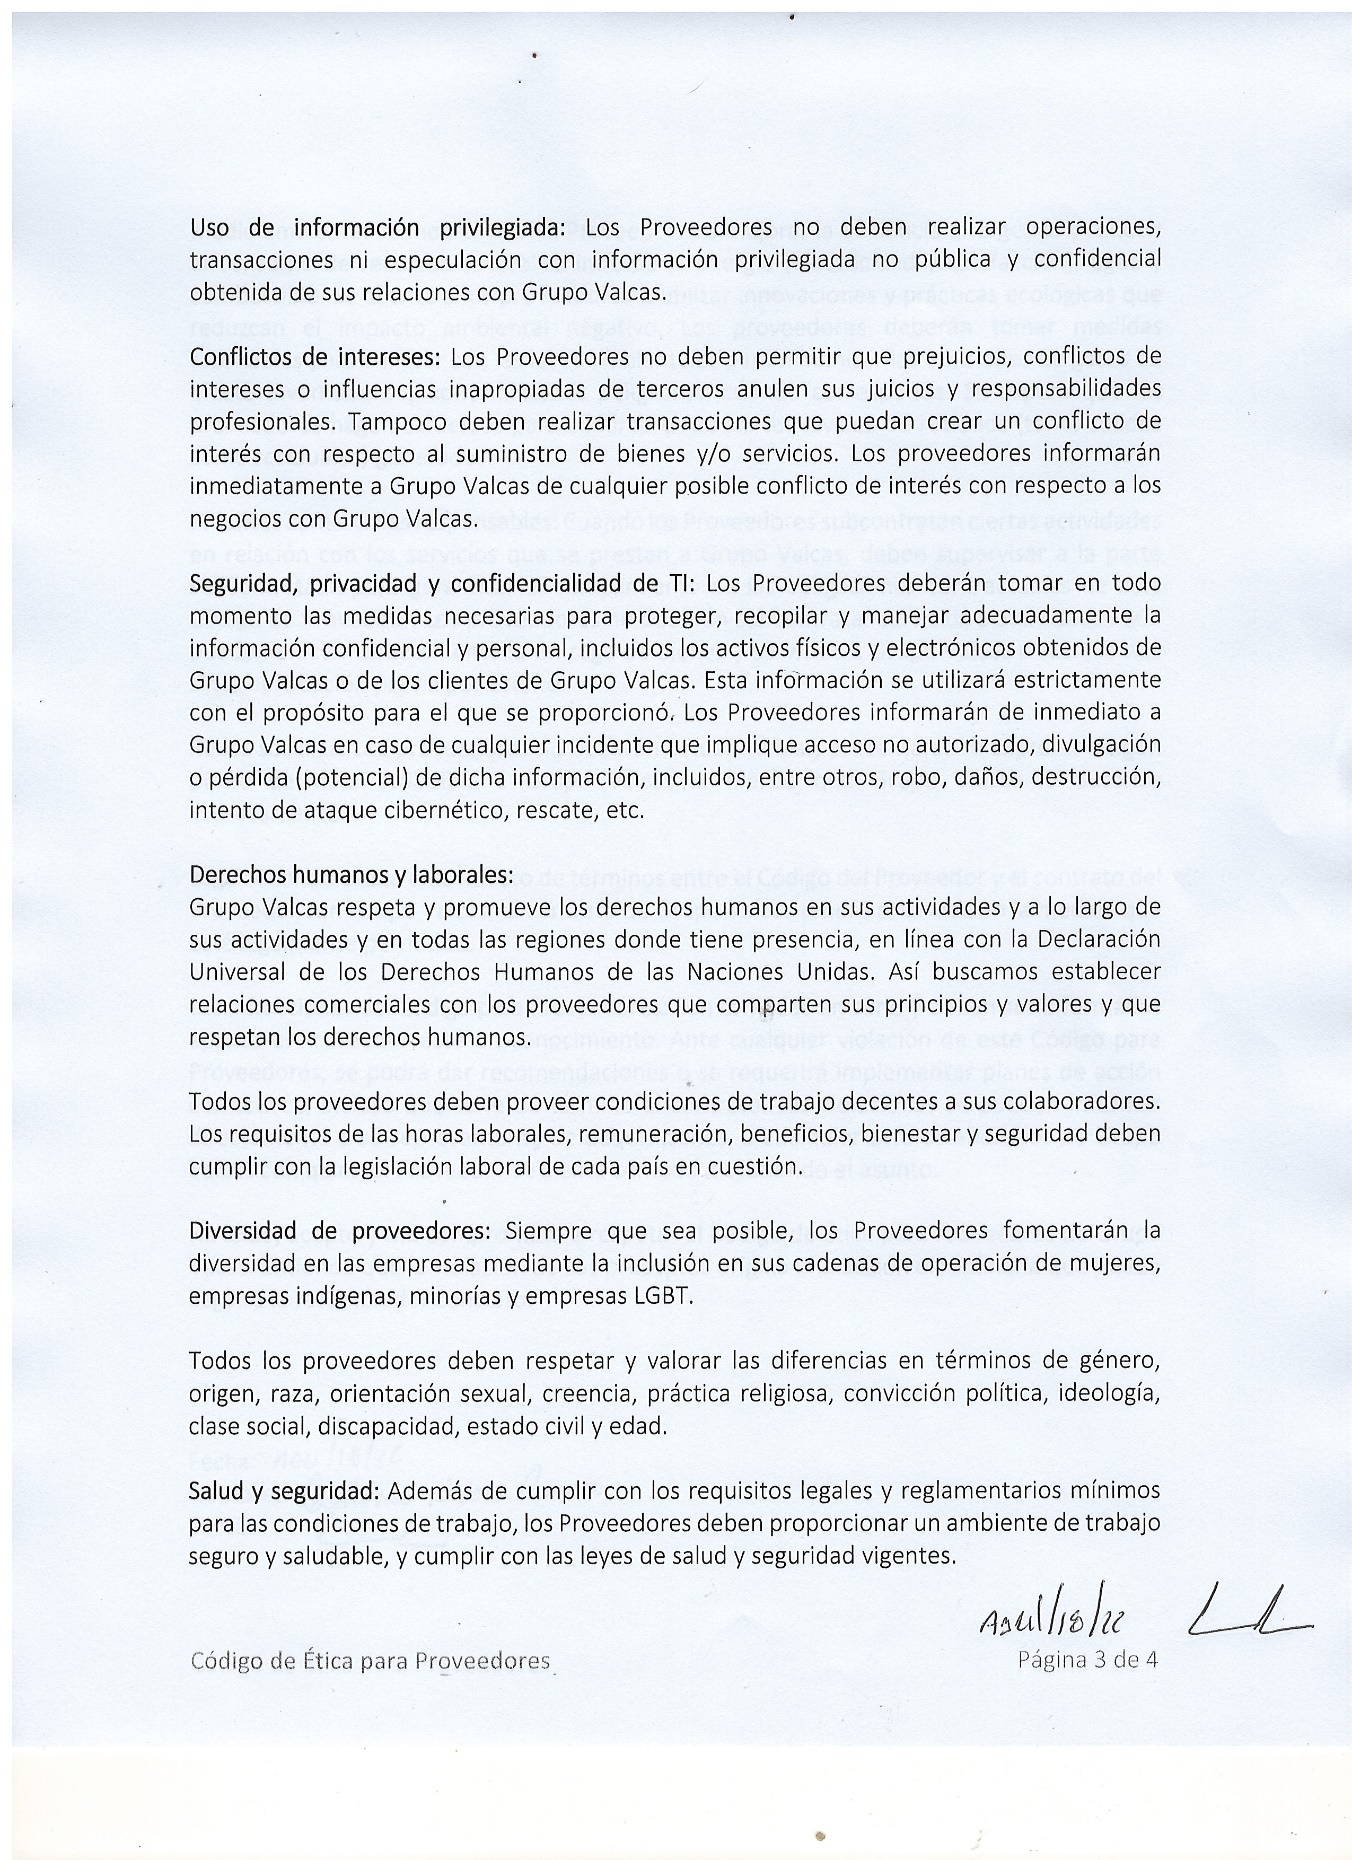 Uso de información privilegiada: Los Proveedores no deben realizar operaciones,
transacciones ni especulación con información privilegiada no pública y confidencial
obtenida de sus relaciones con Grupo Valcas.
Conflictos de intereses: Los Proveedores no deben permitir que prejuicios, conflictos de
intereses o influencias inapropiadas de terceros anulen sus juicios y responsabilidades
profesionales. Tampoco deben realizar transacciones que puedan crear un conflicto de
interés con respecto al suministro de bienes y/o servicios. Los proveedores informarán
inmediatamente a Grupo Valcas de cualquier posible conflicto de interés con respecto a los
negocios con Grupo Valcas.
Seguridad, privacidad y confidencialidad de TI: Los Proveedores deberán tomar en todo
momento las medidas necesarias para proteger, recopilar y manejar adecuadamente la
información confidencial y personal, incluidos los activos físicos y electrónicos obtenidos de
Grupo Valcas o de los clientes de Grupo Valcas. Esta información se utilizará estrictamente
con el propósito para el que se proporcionó. Los Proveedores informarán de inmediato a
Grupo Valcas en caso de cualquier incidente que implique acceso no autorizado, divulgación
o pérdida (potencial) de dicha información, incluidos, entre otros, robo, daños, destrucción,
intento de ataque cibernético, rescate, etc.
Derechos humanos y laborales:
Grupo Valcas respeta y promueve los derechos humanos en sus actividades y a lo largo de
sus actividades y en todas las regiones donde tiene presencia, en línea con la Declaración
Universal de los Derechos Humanos de las Naciones Unidas. Así buscamos establecer
relaciones comerciales con los proveedores que comparten sus principios y valores y que
respetan los derechos humanos.
Todos los proveedores deben proveer condiciones de trabajo decentes a sus colaboradores.
Los requisitos de las horas laborales, remuneración, beneficios, bienestar y seguridad deben
cumplir con la legislación laboral de cada país en cuestión.
Diversidad de proveedores: Siempre que sea posible, los Proveedores fomentarán la
diversidad en las empresas mediante la inclusión en sus cadenas de operación de mujeres,
empresas indígenas, minorías y empresas LGBT.
Todos los proveedores deben respetar y valorar las diferencias en términos de género,
origen, raza, orientación sexual, creencia, práctica religiosa, convicción política, ideología,
clase social, discapacidad, estado civil y edad.
Salud y seguridad: Además de cumplir con los requisitos legales y reglamentarios mínimos
para las condiciones de trabajo, los Proveedores deben proporcionar un ambiente de trabajo
seguro y saludable, y cumplir con las leyes de salud y seguridad vigentes.
/18/22
Código de Ética para Proveedores Página 3 de 4